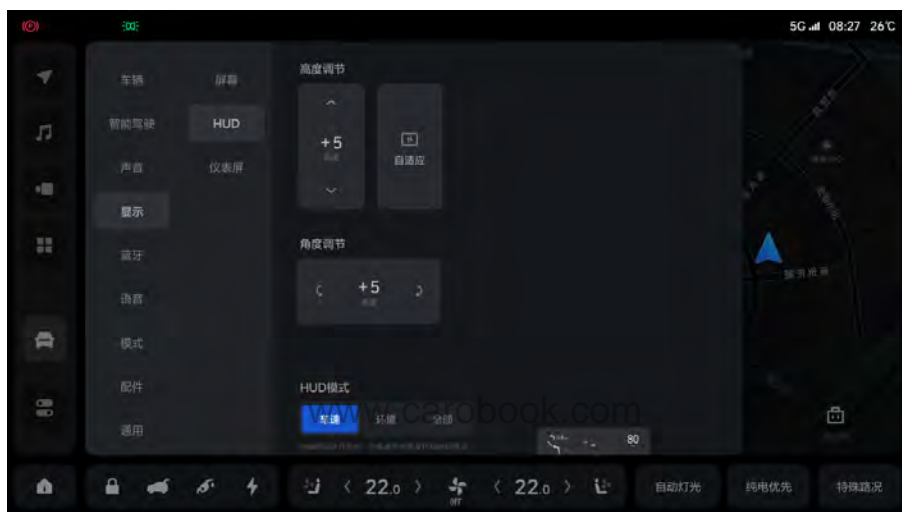 5G 08:27 26℃
车辆
智能驾驶
声音
显示
蓝牙
语音
模式
配件
通用
屏幕
HUD
仪表屏
高度调节
+5
高度
自适应
角度调节
+5
HUD模式
车速
环境
全部
80
www.carobook.com
22.0
OFF
22.0
自动灯光
纯电优先
特殊路况